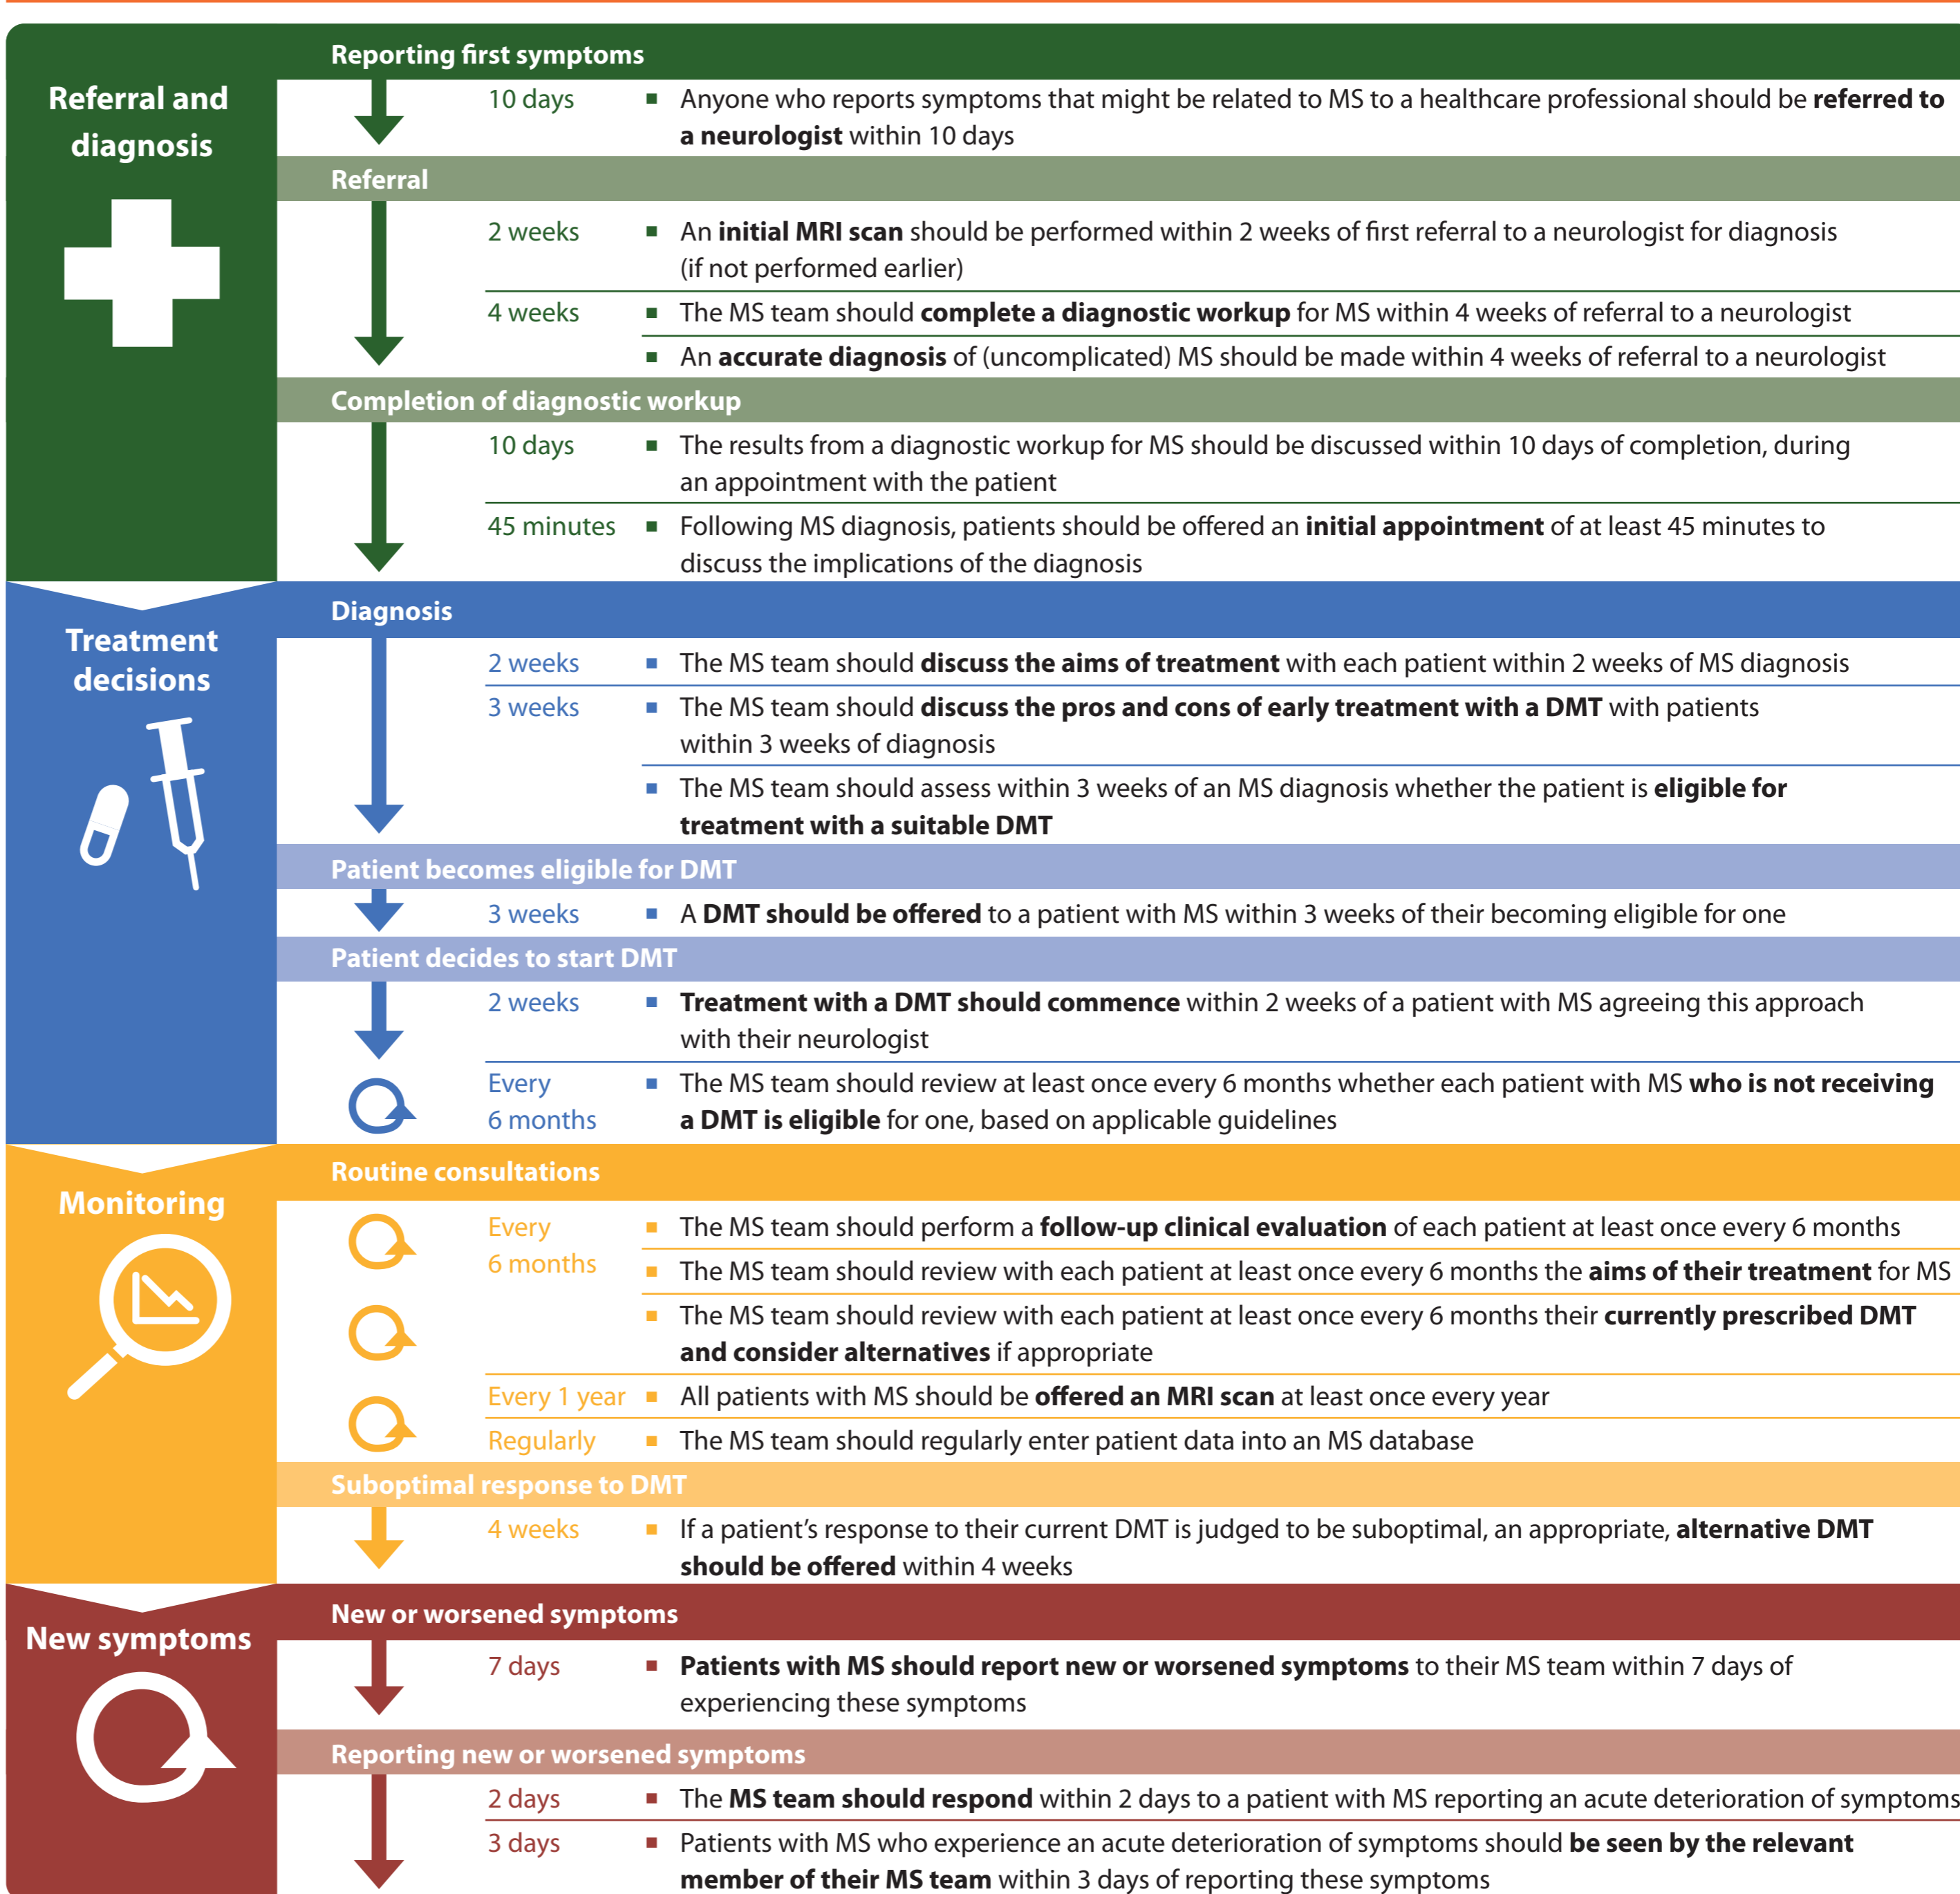 Referral and
diagnosis
Reporting first symptoms
10 days ■ Anyone who reports symptoms that might be related to MS to a healthcare professional should be referred to
a neurologist within 10 days
Referral
2 weeks ■ An initial MRI scan should be performed within 2 weeks of first referral to a neurologist for diagnosis
(if not performed earlier)
4 weeks ■ The MS team should complete a diagnostic workup for MS within 4 weeks of referral to a neurologist
■ An accurate diagnosis of (uncomplicated) MS should be made within 4 weeks of referral to a neurologist
Completion of diagnostic workup
10 days ■ The results from a diagnostic workup for MS should be discussed within 10 days of completion, during
an appointment with the patient
45 minutes ■ Following MS diagnosis, patients should be offered an initial appointment of at least 45 minutes to
discuss the implications of the diagnosis
Treatment
decisions
Diagnosis
2 weeks ■ The MS team should discuss the aims of treatment with each patient within 2 weeks of MS diagnosis
3 weeks ■ The MS team should discuss the pros and cons of early treatment with a DMT with patients
within 3 weeks of diagnosis
■ The MS team should assess within 3 weeks of an MS diagnosis whether the patient is eligible for
treatment with a suitable DMT
Patient becomes eligible for DMT
3 weeks ■ A DMT should be offered to a patient with MS within 3 weeks of their becoming eligible for one
Patient decides to start DMT
2 weeks ■ Treatment with a DMT should commence within 2 weeks of a patient with MS agreeing this approach
with their neurologist
Every ■ The MS team should review at least once every 6 months whether each patient with MS who is not receiving
6 months a DMT is eligible for one, based on applicable guidelines
Monitoring
Routine consultations
Every ■ The MS team should perform a follow-up clinical evaluation of each patient at least once every 6 months
6 months ■ The MS team should review with each patient at least once every 6 months the aims of their treatment for MS
■ The MS team should review with each patient at least once every 6 months their currently prescribed DMT
and consider alternatives if appropriate
Every 1 year ■ All patients with MS should be offered an MRI scan at least once every year
Regularly ■ The MS team should regularly enter patient data into an MS database
Suboptimal response to DMT
4 weeks ■ If a patient’s response to their current DMT is judged to be suboptimal, an appropriate, alternative DMT
should be offered within 4 weeks
New symptoms
New or worsened symptoms
7 days ■ Patients with MS should report new or worsened symptoms to their MS team within 7 days of
experiencing these symptoms
Reporting new or worsened symptoms
2 days ■ The MS team should respond within 2 days to a patient with MS reporting an acute deterioration of symptoms
3 days ■ Patients with MS who experience an acute deterioration of symptoms should be seen by the relevant
member of their MS team within 3 days of reporting these symptoms